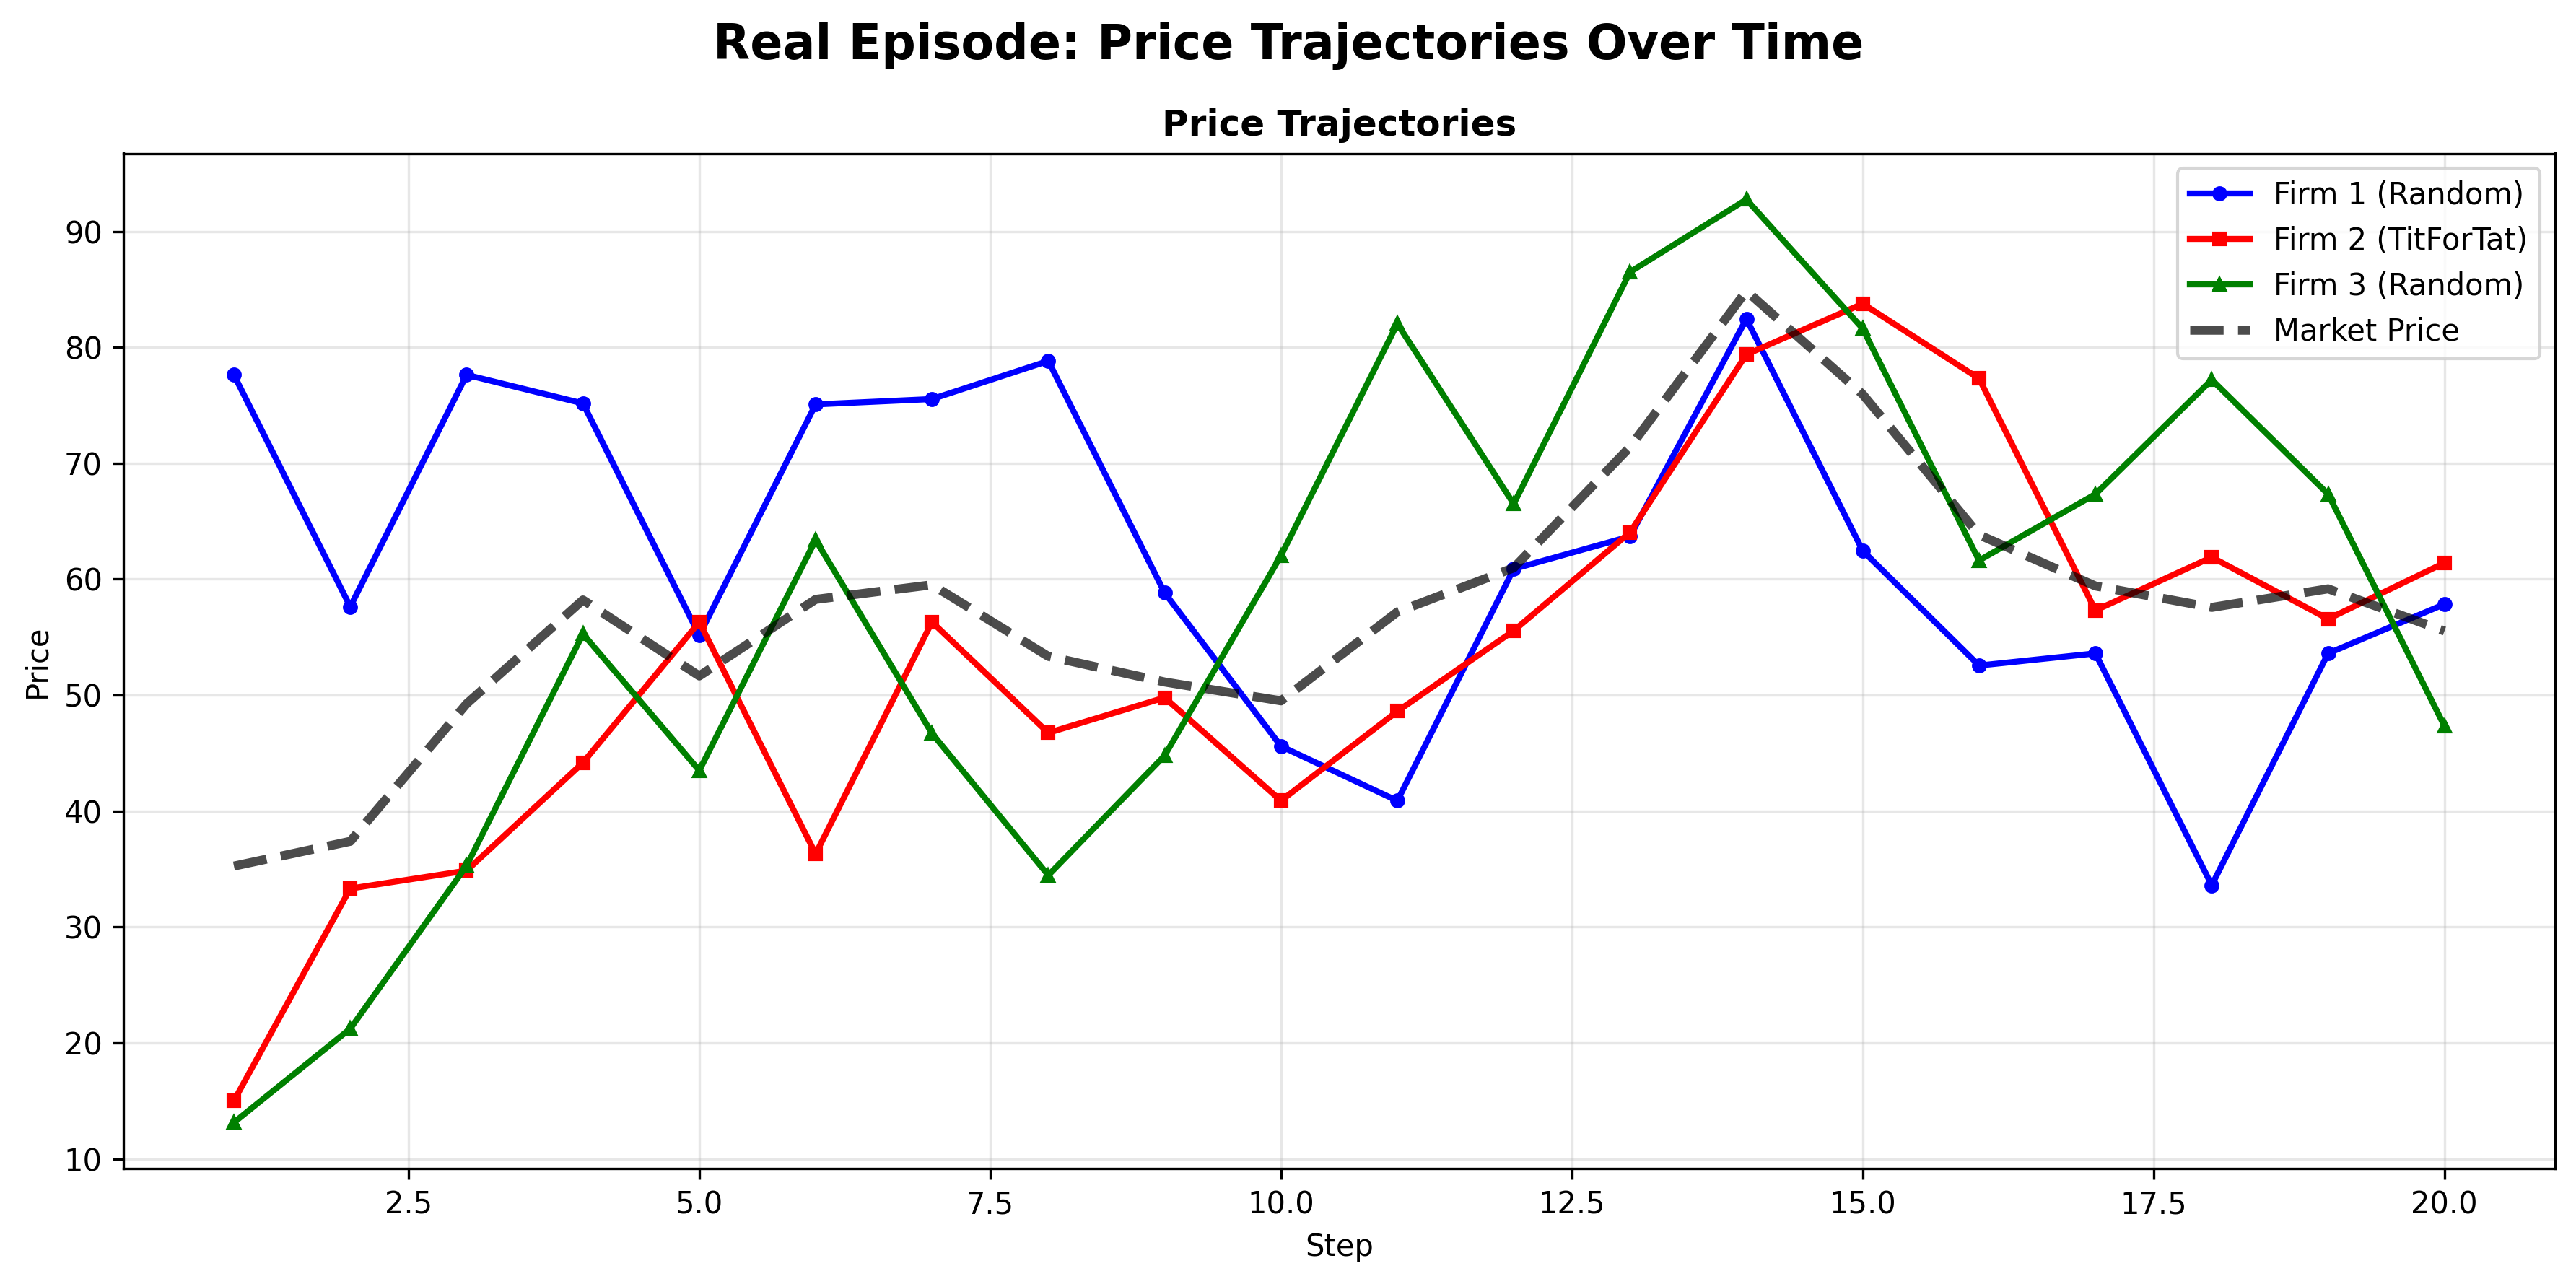 Real Episode: Price Trajectories Over Time
Price Trajectories
Firm 1 (Random)
Firm 2 (TitForTat)
Firm 3 (Random)
Market Price
90
80
70
60
50
40
30
20
10
Price
2.5 5.0 7.5 10.0 12.5 15.0 17.5 20.0
Step